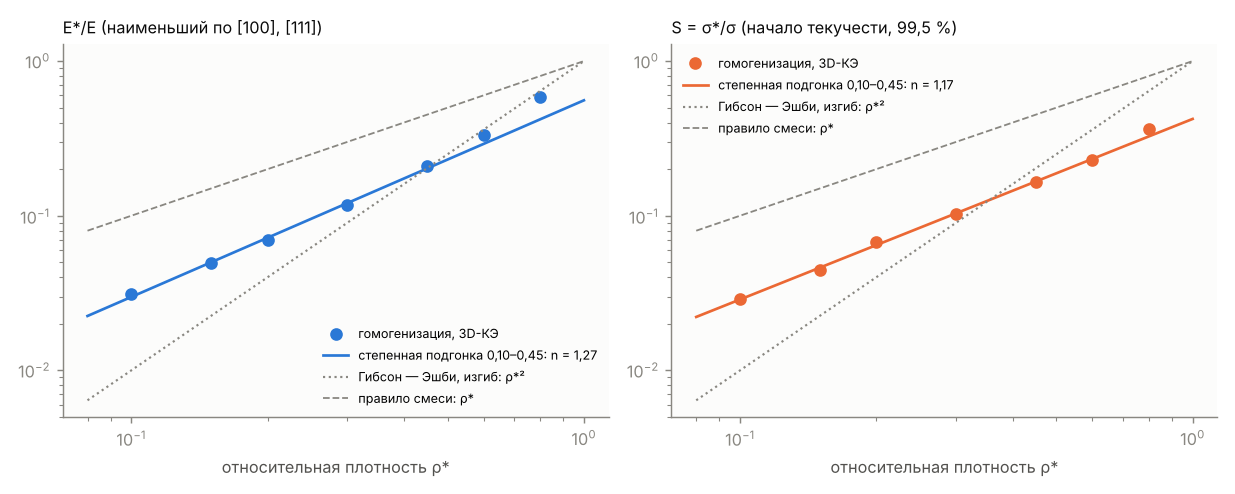 E*/E (наименьший по [100], [111])
10⁰
10⁻¹
10⁻²
гомогенизация, 3D-КЭ
степенная подгонка 0,10–0,45: n = 1,27
Гибсон — Эшби, изгиб: ρ*²
правило смеси: ρ*
10⁻¹
10⁰
относительная плотность ρ*
S = σ*/σ (начало текучести, 99,5 %)
10⁰
10⁻¹
10⁻²
гомогенизация, 3D-КЭ
степенная подгонка 0,10–0,45: n = 1,17
Гибсон — Эшби, изгиб: ρ*²
правило смеси: ρ*
10⁻¹
10⁰
относительная плотность ρ*